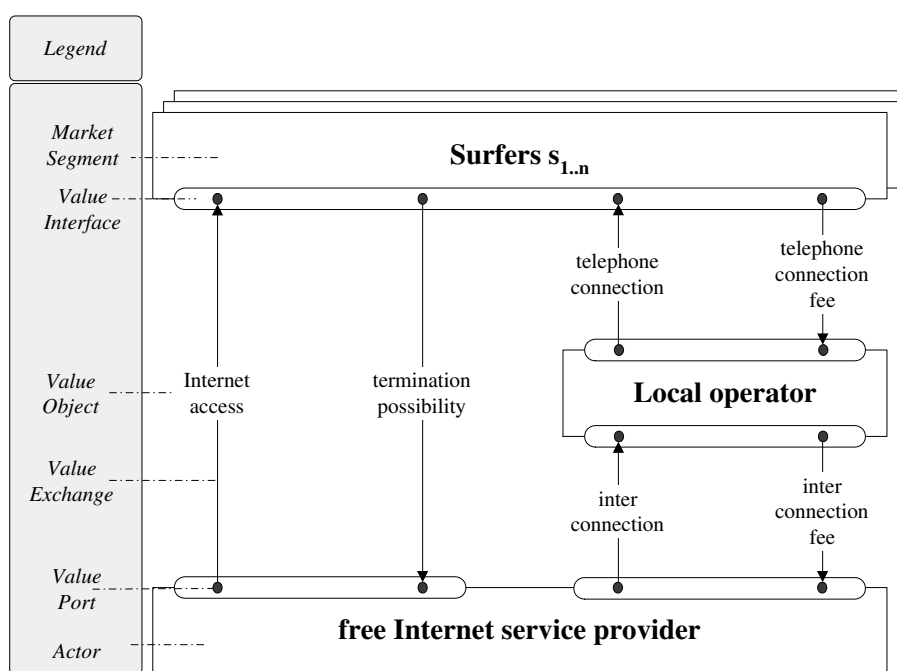 Legend
Market
Segment
Value
Interface
Value
Object
Value
Exchange
Value
Port
Actor
Surfers s1..n
telephone
connection
telephone
connection
fee
Internet
access
termination
possibility
Local operator
inter
connection
inter
connection
fee
free Internet service provider